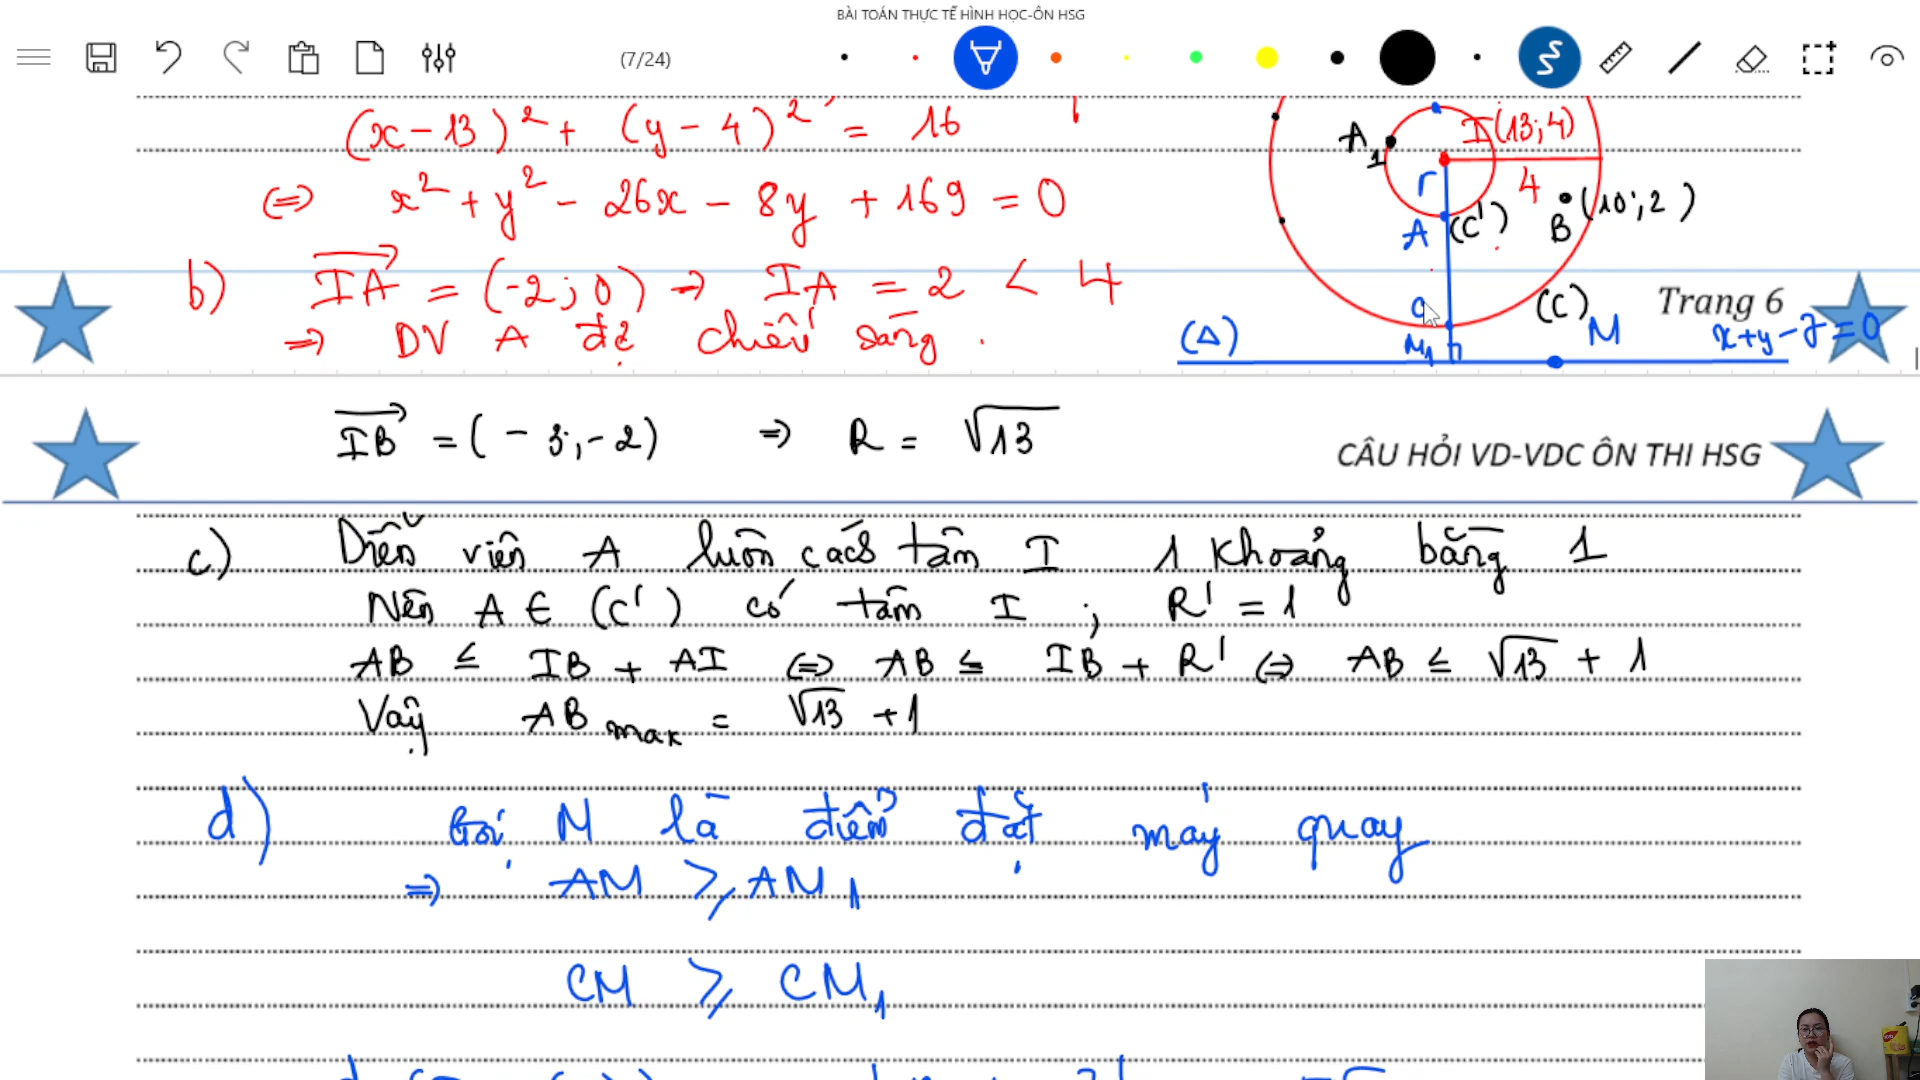 BÀI TOÁN THỰC TẾ HÌNH HỌC-ÔN HSG
(7/24)
(x - 13)² + (y - 4)² = 16
⇔ x² + y² - 26x - 8y + 169 = 0
b) IA = (-2; 0) → IA = 2 < 4
⇒ DV A đc chiếu sáng.
A1
I(13;4)
r
4
A
(C')
B
(10;2)
C
(C)
Trang 6
(Δ)
M1
M
x+y-7=0
IB = (-3; -2) ⇒ R = √13
CÂU HỎI VD-VDC ÔN THI HSG
c) Diễn viên A luôn cách tâm I 1 khoảng bằng 1
Nên A ∈ (C') có tâm I ; R' = 1
AB ≤ IB + AI ⇔ AB ≤ IB + R' ⇔ AB ≤ √13 + 1
Vậy AB max = √13 + 1
d) Gọi M là điểm đặt máy quay
⇒ AM ≥ AM1
CM ≥ CM1